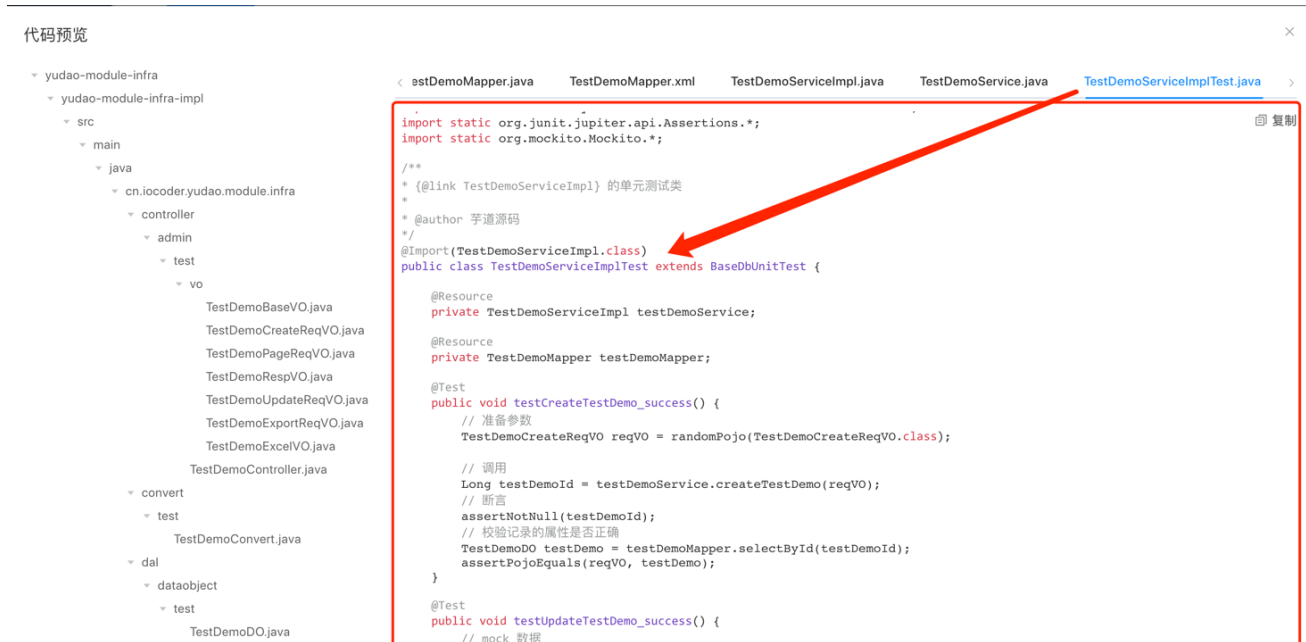 代码预览
yudao-module-infra
yudao-module-infra-impl
src
main
java
cn.iocoder.yudao.module.infra
controller
admin
test
vo
TestDemoBaseVO.java
TestDemoCreateReqVO.java
TestDemoPageReqVO.java
TestDemoRespVO.java
TestDemoUpdateReqVO.java
TestDemoExportReqVO.java
TestDemoExcelVO.java
TestDemoController.java
convert
test
TestDemoConvert.java
dal
dataobject
test
TestDemoDO.java
estDemoMapper.java TestDemoMapper.xml TestDemoServiceImpl.java TestDemoService.java TestDemoServiceImplTest.java
复制
import static org.junit.jupiter.api.Assertions.*;
import static org.mockito.Mockito.*;
/**
* {@link TestDemoServiceImpl} 的单元测试类
*
* @author 芋道源码
*/
@Import(TestDemoServiceImpl.class)
public class TestDemoServiceImplTest extends BaseDbUnitTest {
@Resource
private TestDemoServiceImpl testDemoService;
@Resource
private TestDemoMapper testDemoMapper;
@Test
public void testCreateTestDemo_success() {
// 准备参数
TestDemoCreateReqVO reqVO = randomPojo(TestDemoCreateReqVO.class);
// 调用
Long testDemoId = testDemoService.createTestDemo(reqVO);
// 断言
assertNotNull(testDemoId);
// 校验记录的属性是否正确
TestDemoDO testDemo = testDemoMapper.selectById(testDemoId);
assertPojoEquals(reqVO, testDemo);
}
@Test
public void testUpdateTestDemo_success() {
// mock 数据